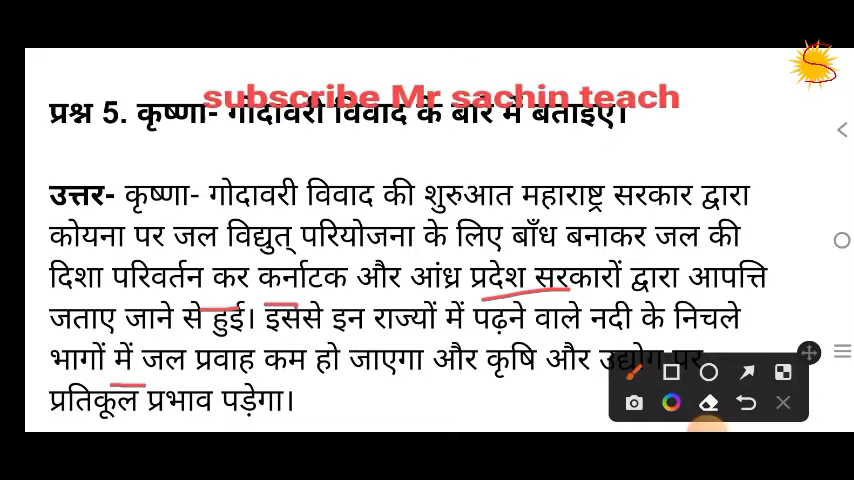 subscribe Mr sachin teach
प्रश्न 5. कृष्णा- गोदावरी विवाद के बारे में बताइए।
उत्तर- कृष्णा- गोदावरी विवाद की शुरुआत महाराष्ट्र सरकार द्वारा
कोयना पर जल विद्युत् परियोजना के लिए बाँध बनाकर जल की
दिशा परिवर्तन कर कर्नाटक और आंध्र प्रदेश सरकारों द्वारा आपत्ति
जताए जाने से हुई। इससे इन राज्यों में पढ़ने वाले नदी के निचले
भागों में जल प्रवाह कम हो जाएगा और कृषि और उद्योग पर
प्रतिकूल प्रभाव पड़ेगा।